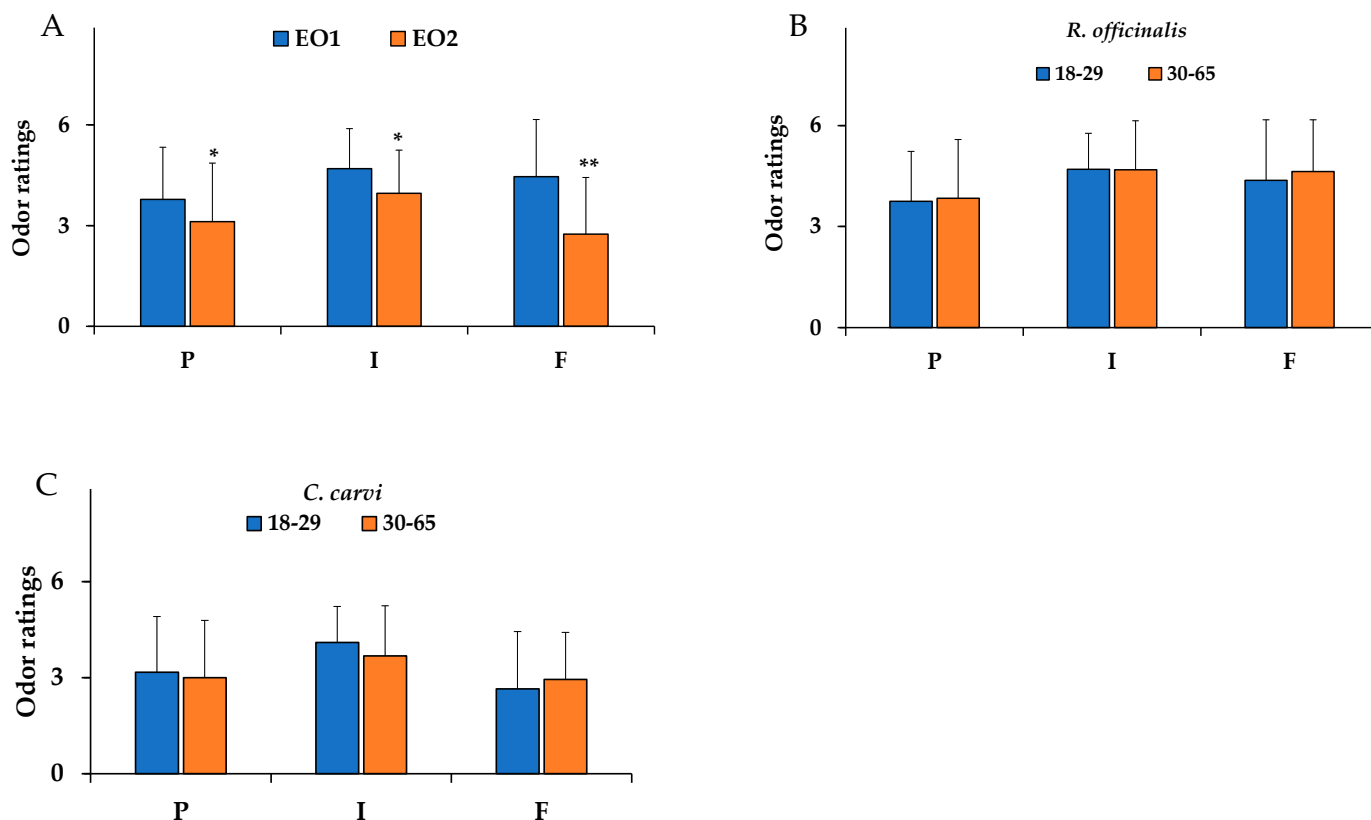 A
EO1 EO2
Odor ratings
6
3
0
*
*
**
P I F
B
R. officinalis
18-29 30-65
Odor ratings
6
3
0
P I F
C
C. carvi
18-29 30-65
Odor ratings
6
3
0
P I F